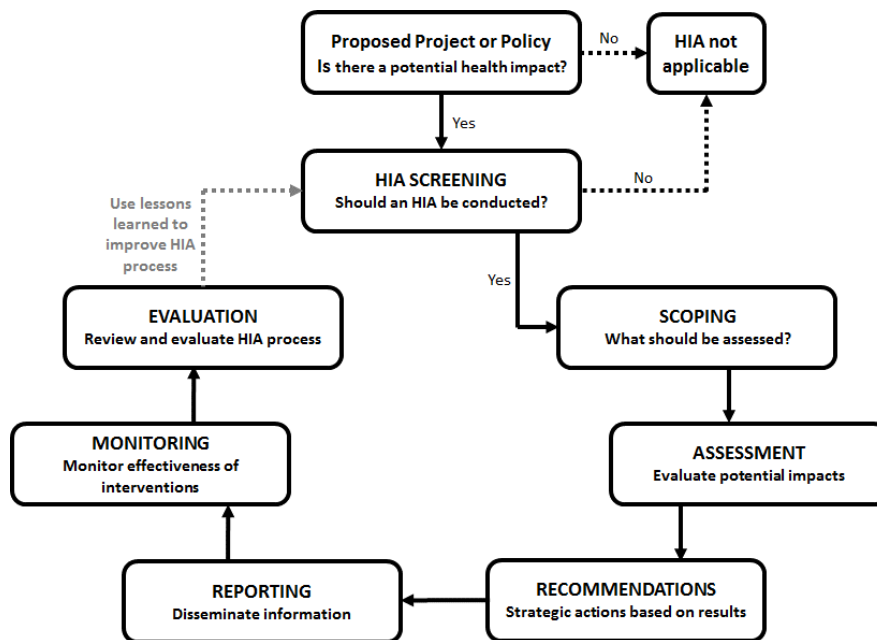 Proposed Project or Policy
Is there a potential health impact?
No
HIA not
applicable
Yes
HIA SCREENING
Should an HIA be conducted?
No
Use lessons
learned to
improve HIA
process
Yes
EVALUATION
Review and evaluate HIA process
SCOPING
What should be assessed?
MONITORING
Monitor effectiveness of
interventions
ASSESSMENT
Evaluate potential impacts
REPORTING
Disseminate information
RECOMMENDATIONS
Strategic actions based on results